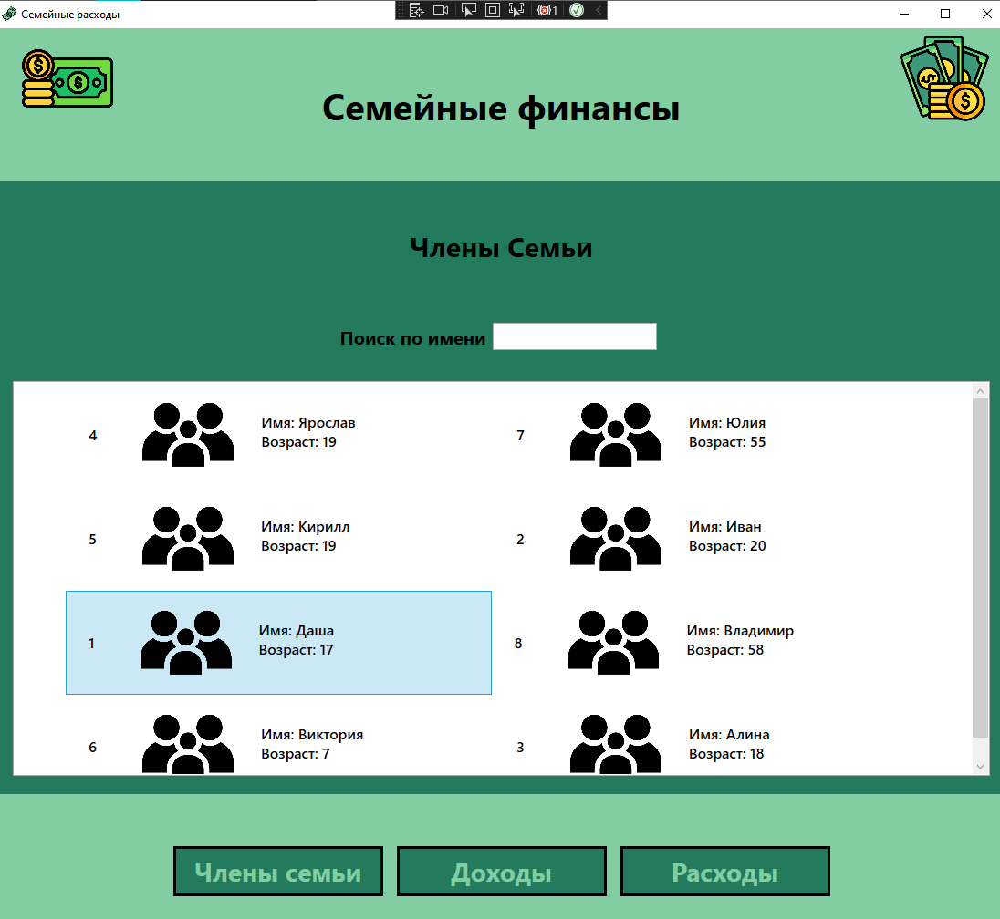 Семейные расходы
1
Семейные финансы
Члены Семьи
Поиск по имени
4
Имя: Ярослав
Возраст: 19
7
Имя: Юлия
Возраст: 55
5
Имя: Кирилл
Возраст: 19
2
Имя: Иван
Возраст: 20
1
Имя: Даша
Возраст: 17
8
Имя: Владимир
Возраст: 58
6
Имя: Виктория
Возраст: 7
3
Имя: Алина
Возраст: 18
Члены семьи
Доходы
Расходы